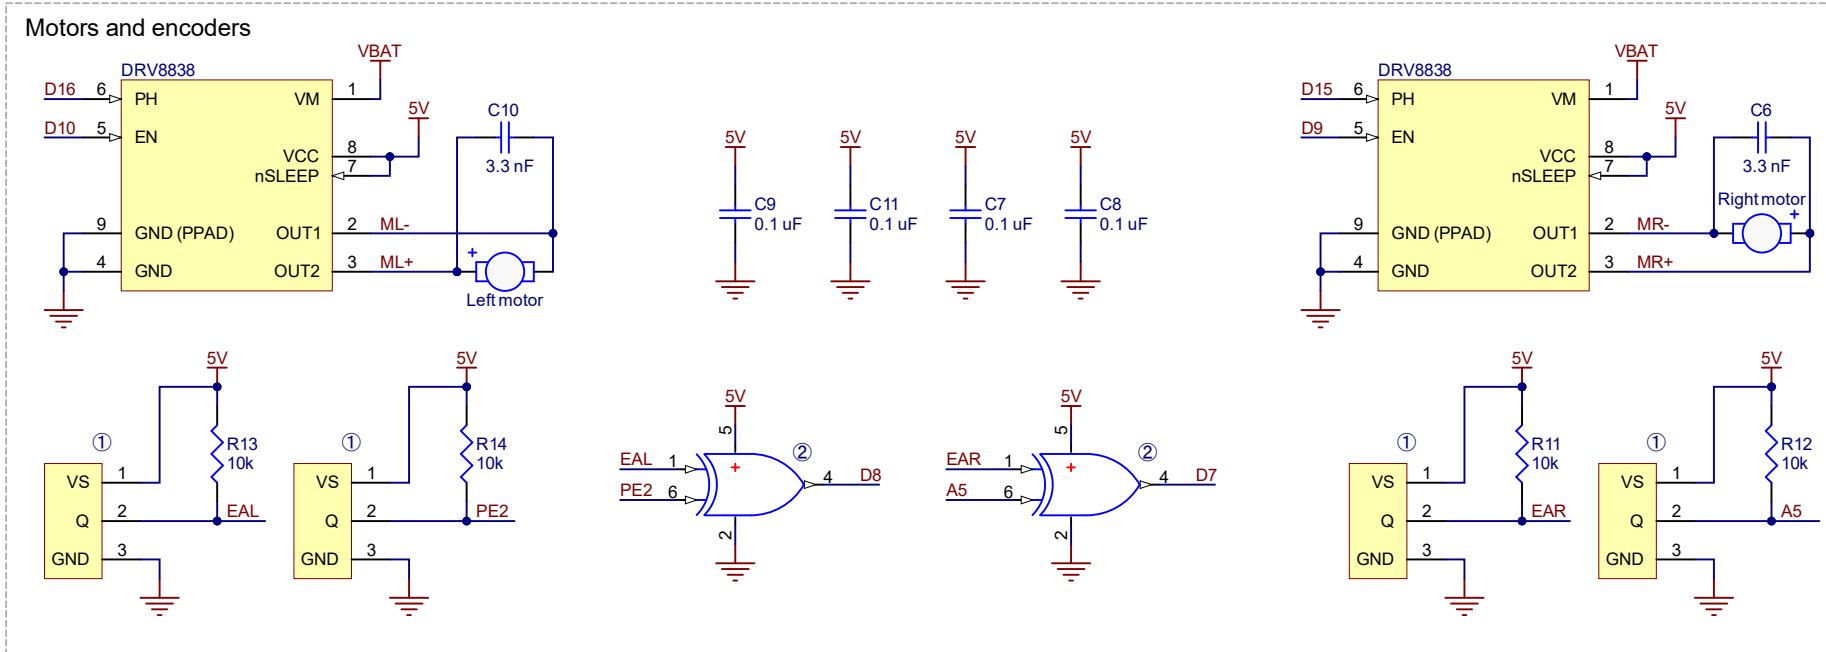 Motors and encoders
DRV8838
VBAT
D16 6 PH VM 1
5V
D10 5 EN
C10
3.3 nF
VCC 8
nSLEEP 7
9 GND (PPAD) OUT1 2 ML-
4 GND OUT2 3 ML+
+
Left motor
5V
C9
0.1 uF
5V
C11
0.1 uF
5V
C7
0.1 uF
5V
C8
0.1 uF
DRV8838
VBAT
D15 6 PH VM 1
5V
D9 5 EN
C6
3.3 nF
VCC 8
nSLEEP 7
Right motor
+
9 GND (PPAD) OUT1 2 MR-
4 GND OUT2 3 MR+
5V
①
R13
10k
VS 1
Q 2 EAL
GND 3
5V
①
R14
10k
VS 1
Q 2 PE2
GND 3
5V
5
②
EAL 1 +
4 D8
PE2 6
2
5V
5
②
EAR 1 +
4 D7
A5 6
2
5V
①
R11
10k
VS 1
Q 2 EAR
GND 3
5V
①
R12
10k
VS 1
Q 2 A5
GND 3